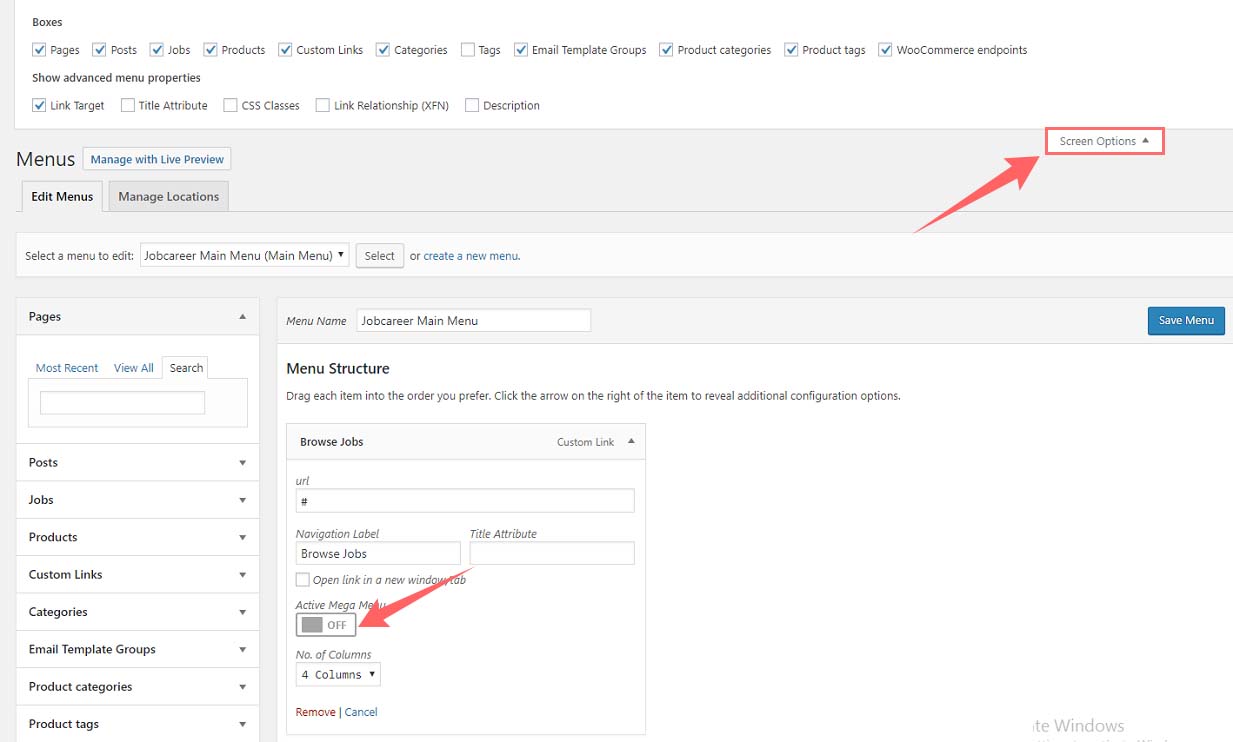 Boxes
Pages Posts Jobs Products Custom Links Categories Tags Email Template Groups Product categories Product tags WooCommerce endpoints
Show advanced menu properties
Link Target Title Attribute CSS Classes Link Relationship (XFN) Description
Screen Options
Menus Manage with Live Preview
Edit Menus Manage Locations
Select a menu to edit: Jobcareer Main Menu (Main Menu) Select or create a new menu.
Pages
Most Recent View All Search
Posts
Jobs
Products
Custom Links
Categories
Email Template Groups
Product categories
Product tags
Menu Name Jobcareer Main Menu Save Menu
Menu Structure
Drag each item into the order you prefer. Click the arrow on the right of the item to reveal additional configuration options.
Browse Jobs Custom Link
url
#
Navigation Label Title Attribute
Browse Jobs
Open link in a new window/tab
Active Mega Menu
OFF
No. of Columns
4 Columns
Remove | Cancel
te Windows